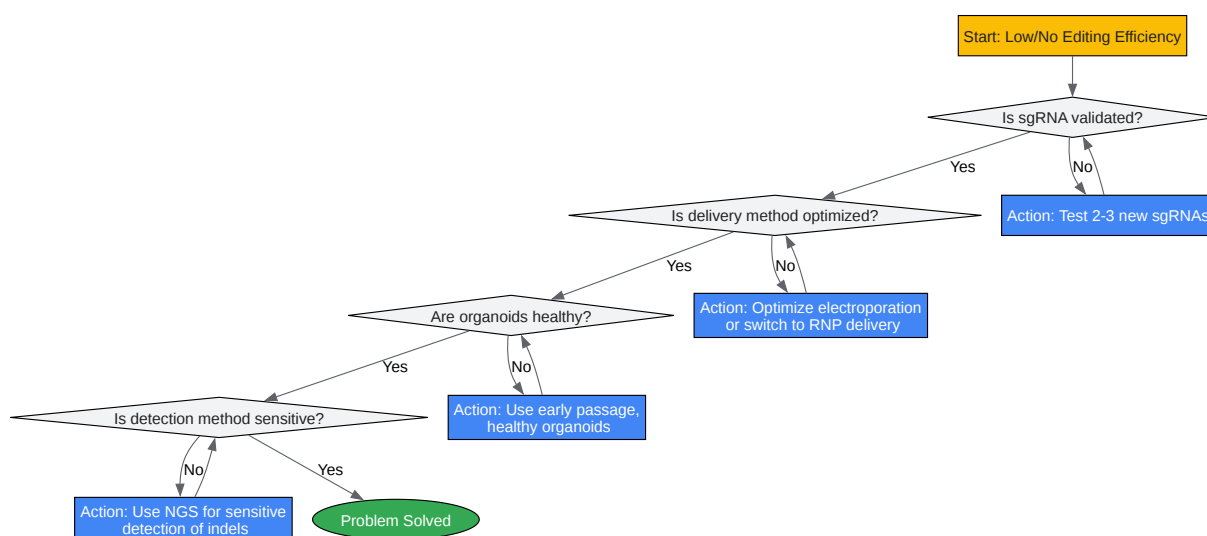 Start: Low/No Editing Efficiency
Is sgRNA validated?
Yes
No
Is delivery method optimized?
Action: Test 2-3 new sgRNAs
Yes
No
Are organoids healthy?
Action: Optimize electroporation
or switch to RNP delivery
Yes
No
Is detection method sensitive?
Action: Use early passage,
healthy organoids
No
Yes
Action: Use NGS for sensitive
detection of indels
Problem Solved